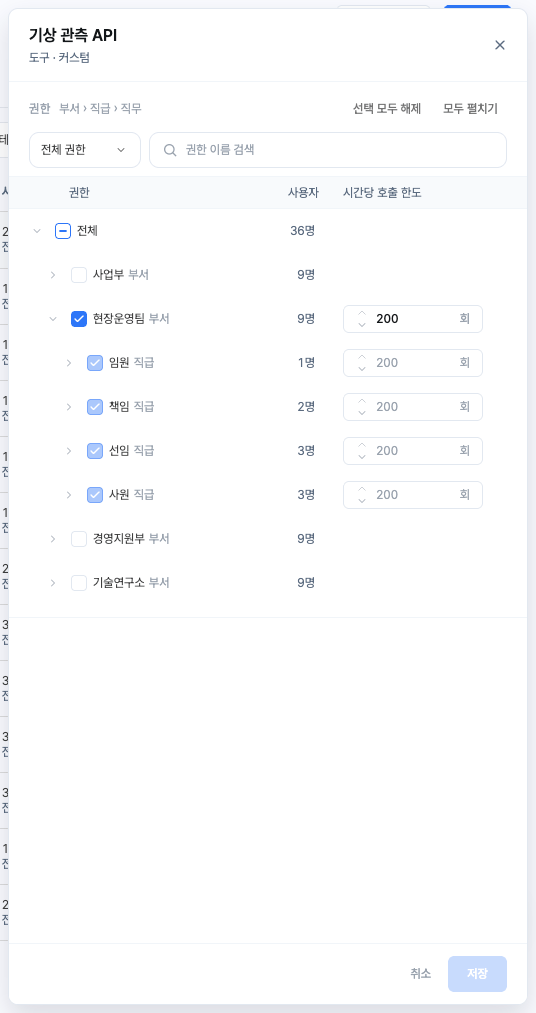 기상 관측 API
도구 · 커스텀
권한 부서 › 직급 › 직무 선택 모두 해제 모두 펼치기
전체 권한 권한 이름 검색
권한 사용자 시간당 호출 한도
전체 36명
사업부 부서 9명
현장운영팀 부서 9명 200 회
임원 직급 1명 200 회
책임 직급 2명 200 회
선임 직급 3명 200 회
사원 직급 3명 200 회
경영지원부 부서 9명
기술연구소 부서 9명
취소 저장